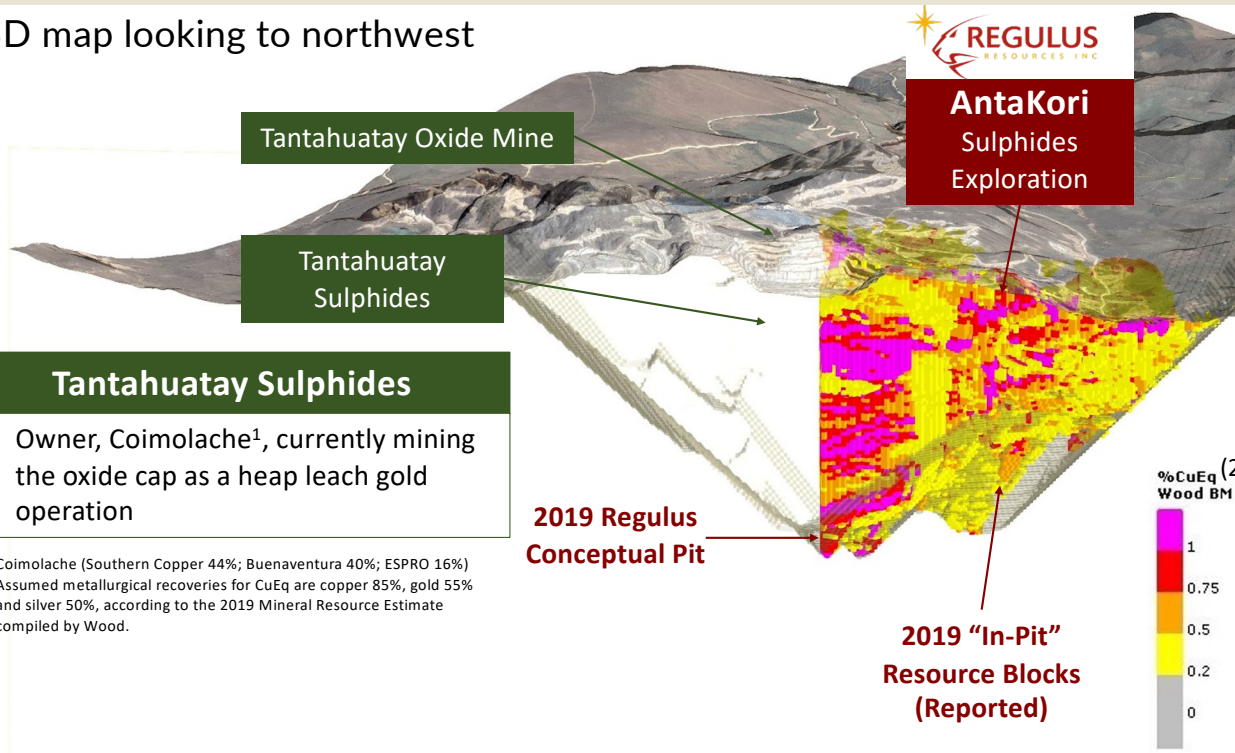 D map looking to northwest
REGULUS
RESOURCES INC
AntaKori
Sulphides
Exploration
Tantahuatay Oxide Mine
Tantahuatay
Sulphides
Tantahuatay Sulphides
Owner, Coimolache¹, currently mining
the oxide cap as a heap leach gold
operation
Coimolache (Southern Copper 44%; Buenaventura 40%; ESPRO 16%)
Assumed metallurgical recoveries for CuEq are copper 85%, gold 55%
and silver 50%, according to the 2019 Mineral Resource Estimate
compiled by Wood.
2019 Regulus
Conceptual Pit
2019 “In-Pit”
Resource Blocks
(Reported)
%CuEq (2
Wood BM
1
0.75
0.5
0.2
0